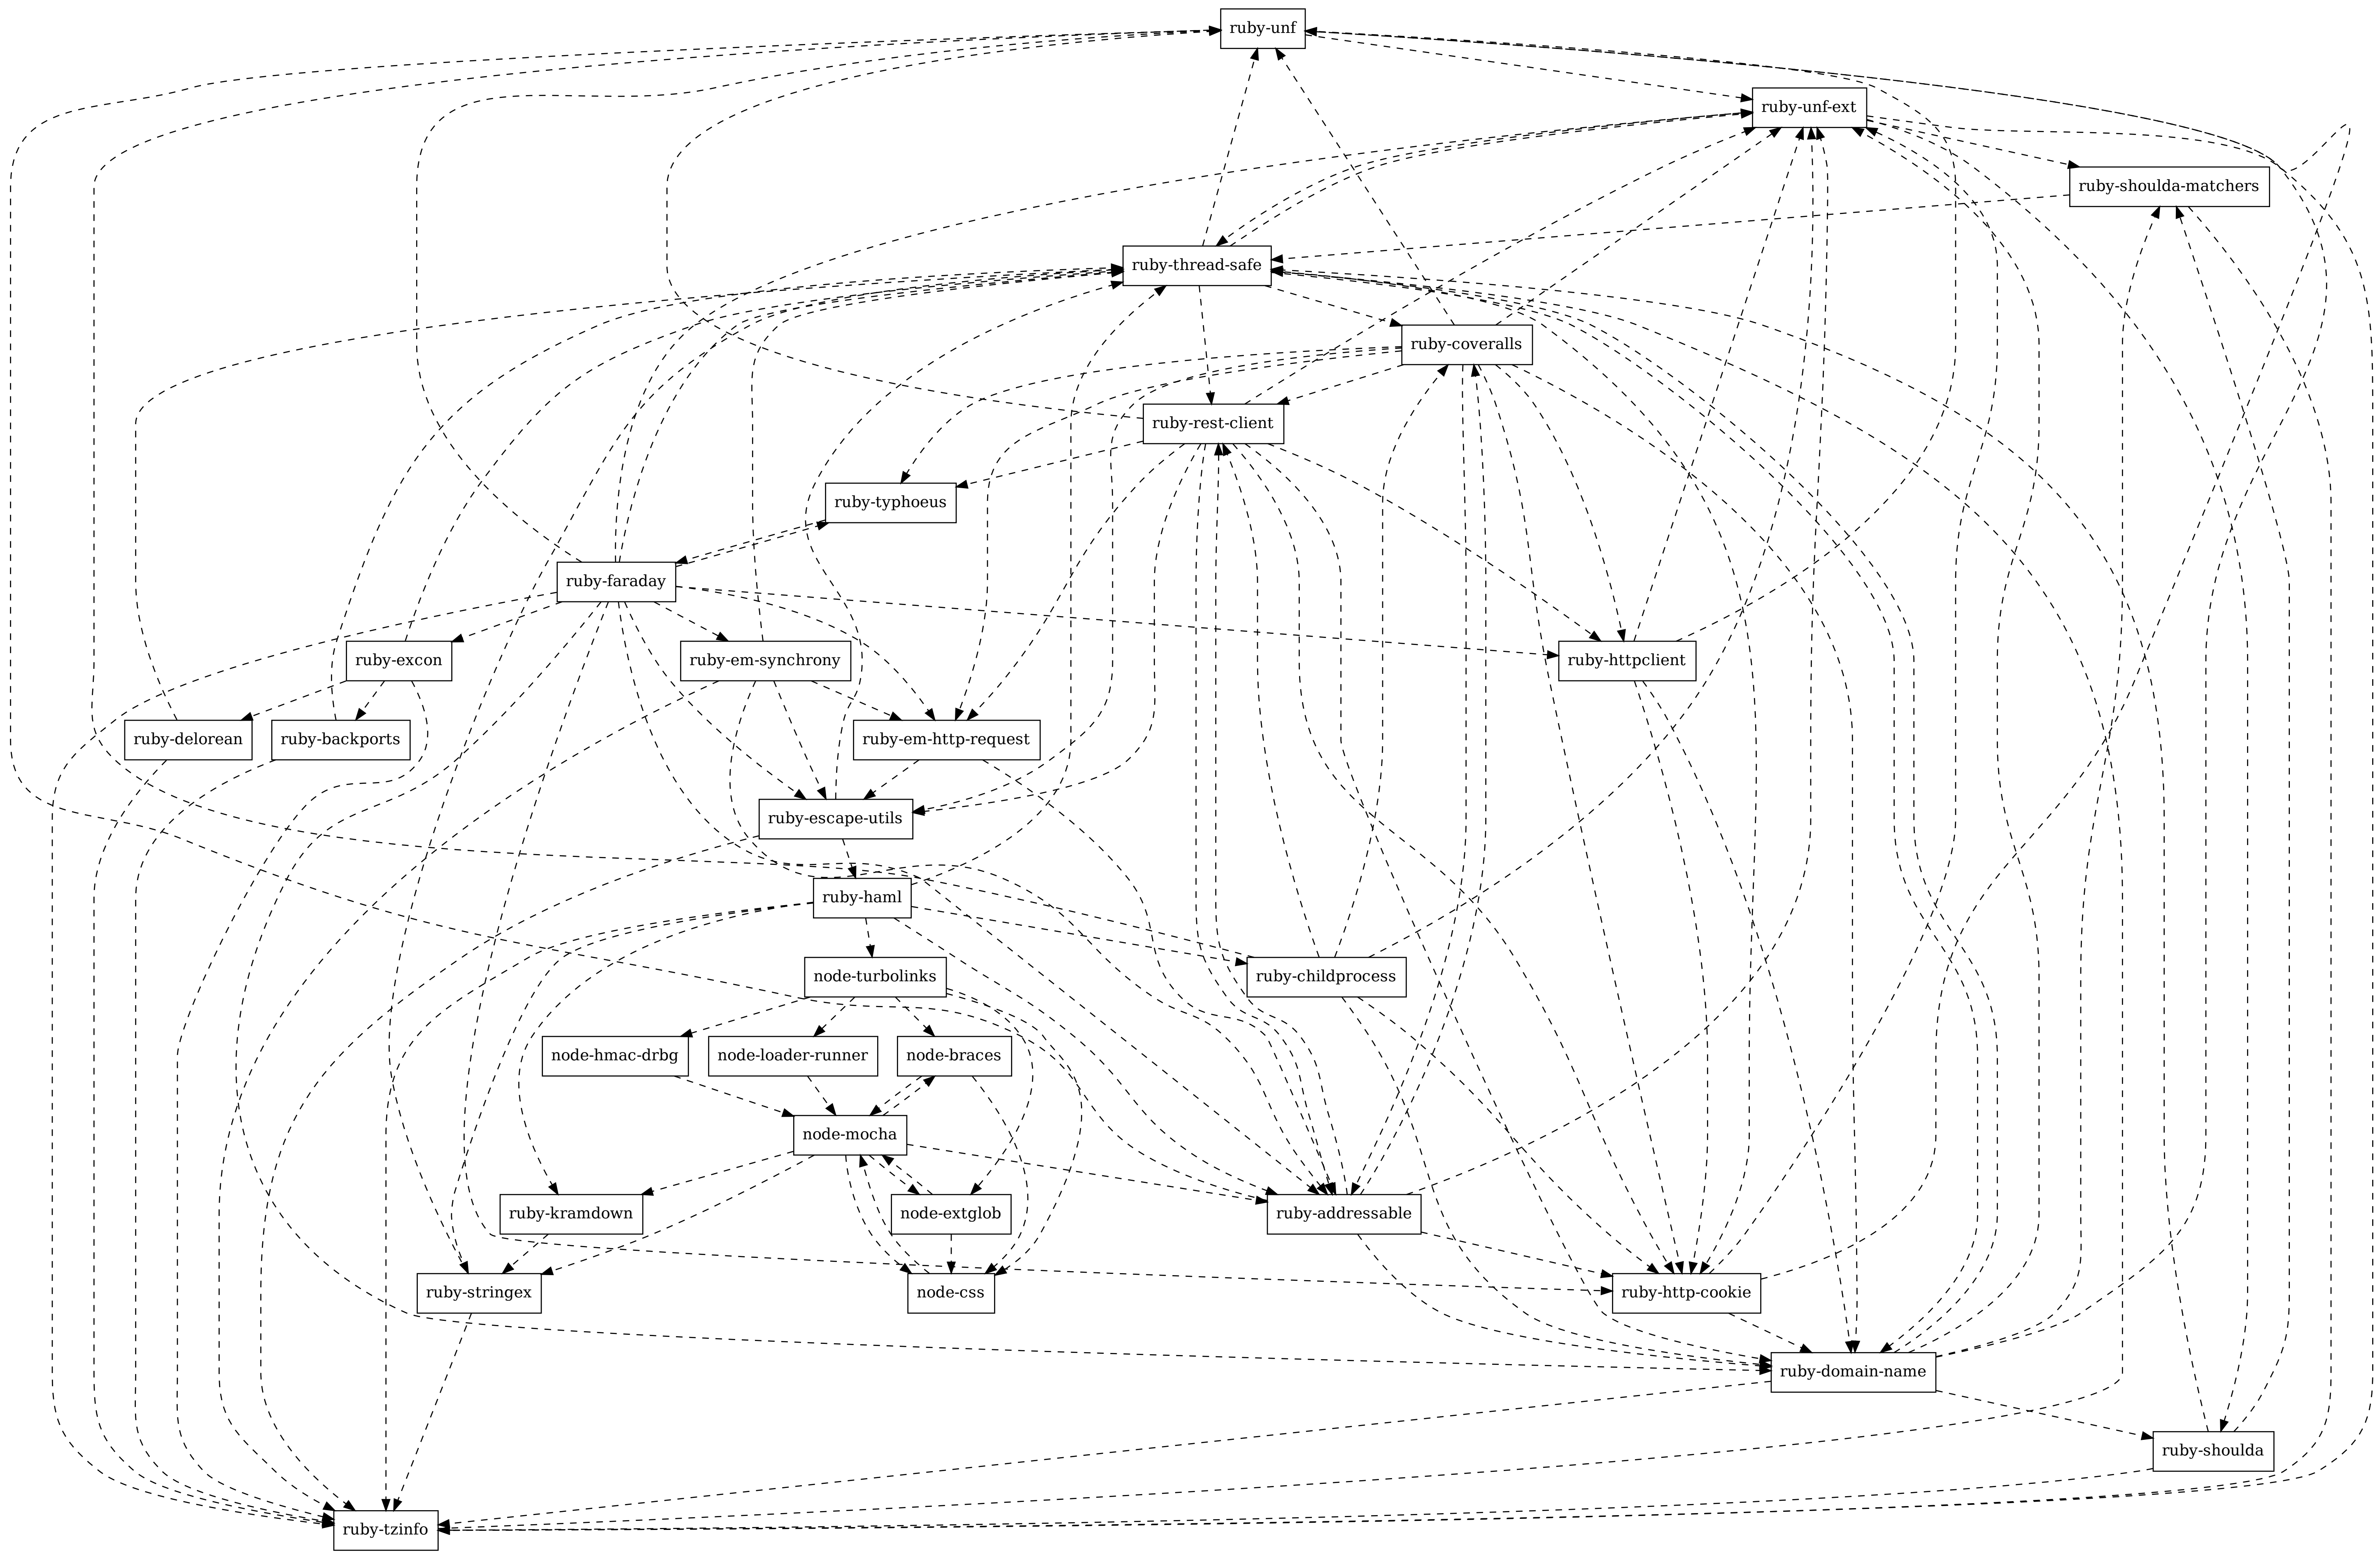 ruby-unf
ruby-unf-ext
ruby-shoulda-matchers
ruby-thread-safe
ruby-coveralls
ruby-rest-client
ruby-typhoeus
ruby-faraday
ruby-excon
ruby-em-synchrony
ruby-httpclient
ruby-delorean
ruby-backports
ruby-em-http-request
ruby-escape-utils
ruby-haml
node-turbolinks
ruby-childprocess
node-hmac-drbg
node-loader-runner
node-braces
node-mocha
ruby-kramdown
node-extglob
ruby-addressable
ruby-stringex
node-css
ruby-http-cookie
ruby-domain-name
ruby-shoulda
ruby-tzinfo